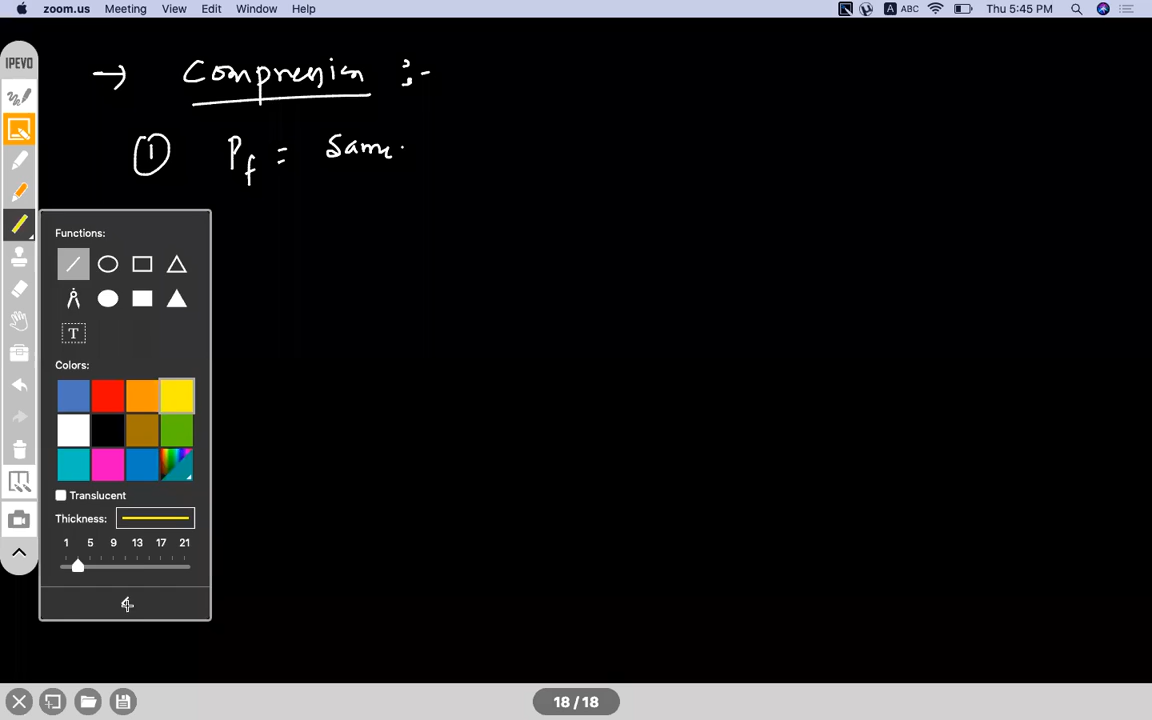 zoom.us Meeting View Edit Window Help A ABC Thu 5:45 PM
IPEVO
→ Compression :-
① Pf = Same.
Functions:
T
Colors:
Translucent
Thickness:
1 5 9 13 17 21
18 / 18